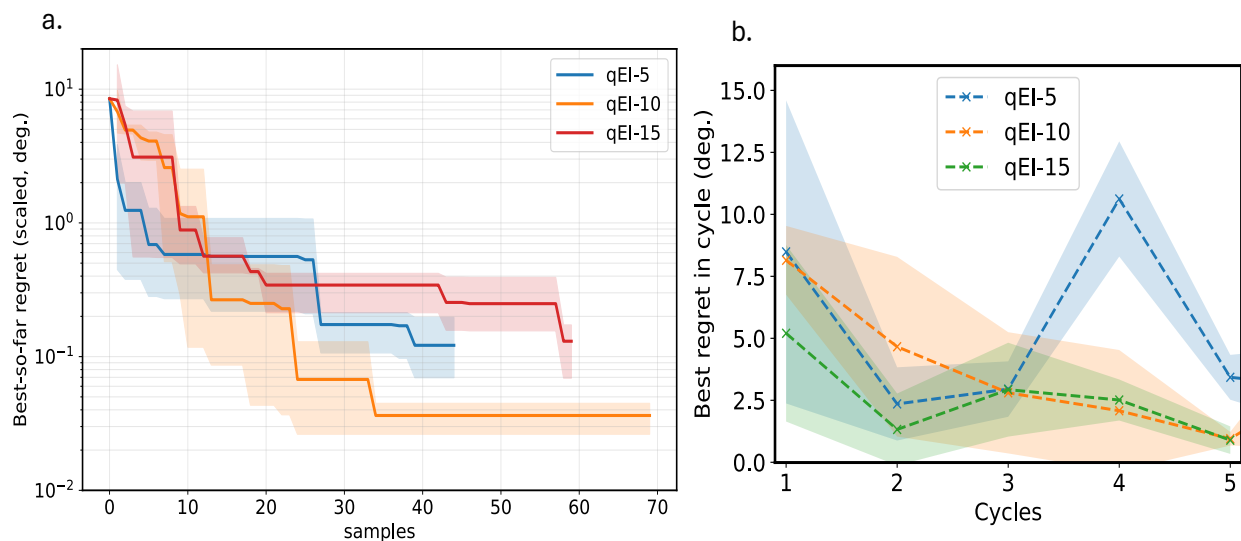 a.
Best-so-far regret (scaled, deg.)
10^1
10^0
10^-1
10^-2
0 10 20 30 40 50 60 70
samples
qEI-5
qEI-10
qEI-15
b.
Best regret in cycle (deg.)
15.0
12.5
10.0
7.5
5.0
2.5
0.0
1 2 3 4 5
Cycles
qEI-5
qEI-10
qEI-15